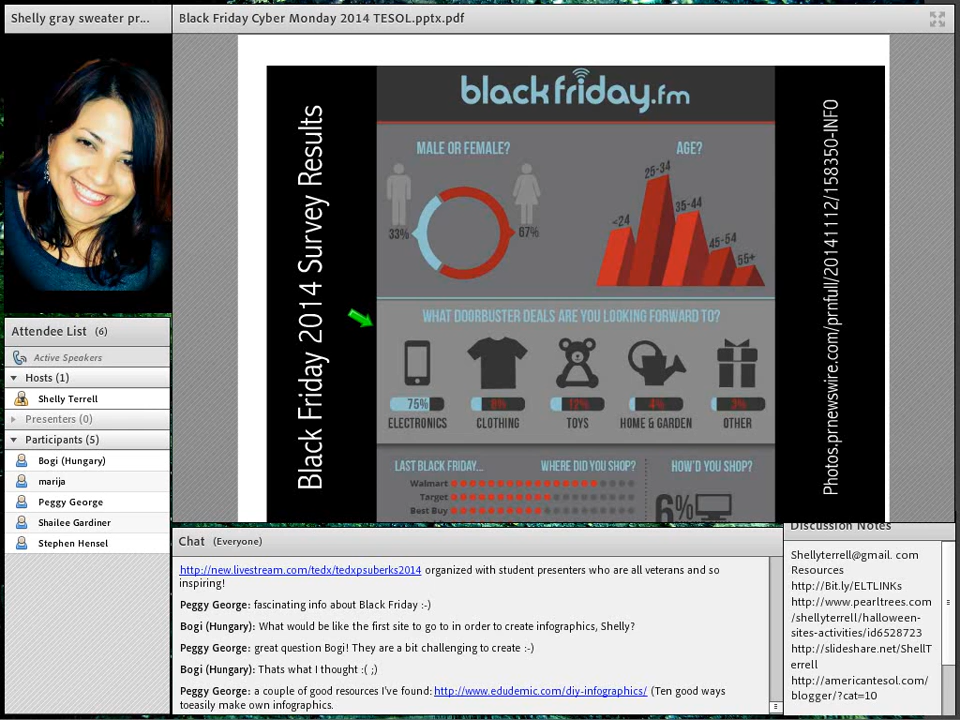 Shelly gray sweater pr...
Black Friday Cyber Monday 2014 TESOL.pptx.pdf
Attendee List (6)
Active Speakers
Hosts (1)
Shelly Terrell
Presenters (0)
Participants (5)
Bogi (Hungary)
marija
Peggy George
Shailee Gardiner
Stephen Hensel
Black Friday 2014 Survey Results
blackfriday.fm
MALE OR FEMALE?
33%
67%
AGE?
<24
25-34
35-44
45-54
55+
WHAT DOORBUSTER DEALS ARE YOU LOOKING FORWARD TO?
75%
8%
12%
4%
3%
ELECTRONICS
CLOTHING
TOYS
HOME & GARDEN
OTHER
LAST BLACK FRIDAY...
WHERE DID YOU SHOP?
HOW'D YOU SHOP?
Walmart
Target
Best Buy
6%
Photos.prnewswire.com/prnfull/20141112/158350-INFO
Chat (Everyone)
http://new.livestream.com/tedx/tedxpsuberks2014 organized with student presenters who are all veterans and so
inspiring!
Peggy George: fascinating info about Black Friday :-)
Bogi (Hungary): What would be like the first site to go to in order to create infographics, Shelly?
Peggy George: great question Bogi! They are a bit challenging to create :-)
Bogi (Hungary): Thats what I thought :( ;)
Peggy George: a couple of good resources I've found: http://www.edudemic.com/diy-infographics/ (Ten good ways
toeasily make own infographics.
Discussion Notes
Shellyterrell@gmail. com
Resources
http://Bit.ly/ELTLINKs
http://www.pearltrees.com
/shellyterrell/halloween-
sites-activities/id6528723
http://slideshare.net/ShellT
errell
http://americantesol.com/
blogger/?cat=10